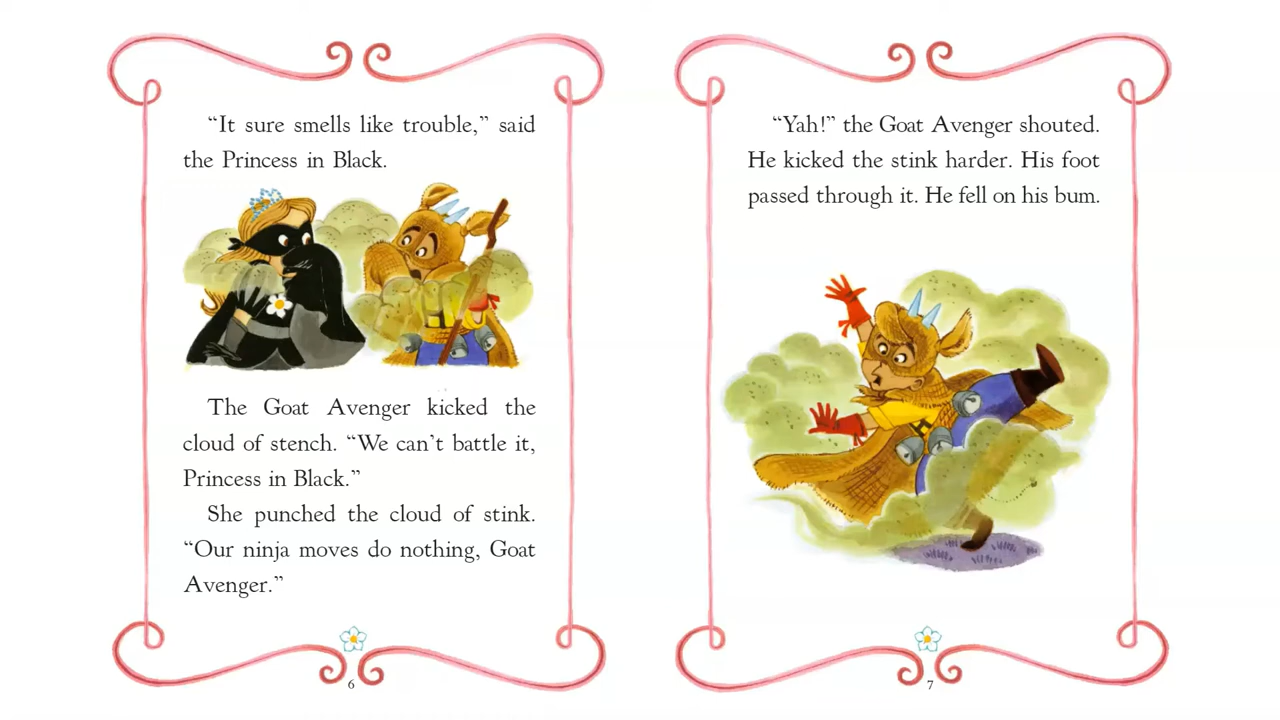 “It sure smells like trouble,” said
the Princess in Black.
The Goat Avenger kicked the
cloud of stench. “We can’t battle it,
Princess in Black.”
She punched the cloud of stink.
“Our ninja moves do nothing, Goat
Avenger.”
6
“Yah!” the Goat Avenger shouted.
He kicked the stink harder. His foot
passed through it. He fell on his bum.
H
7